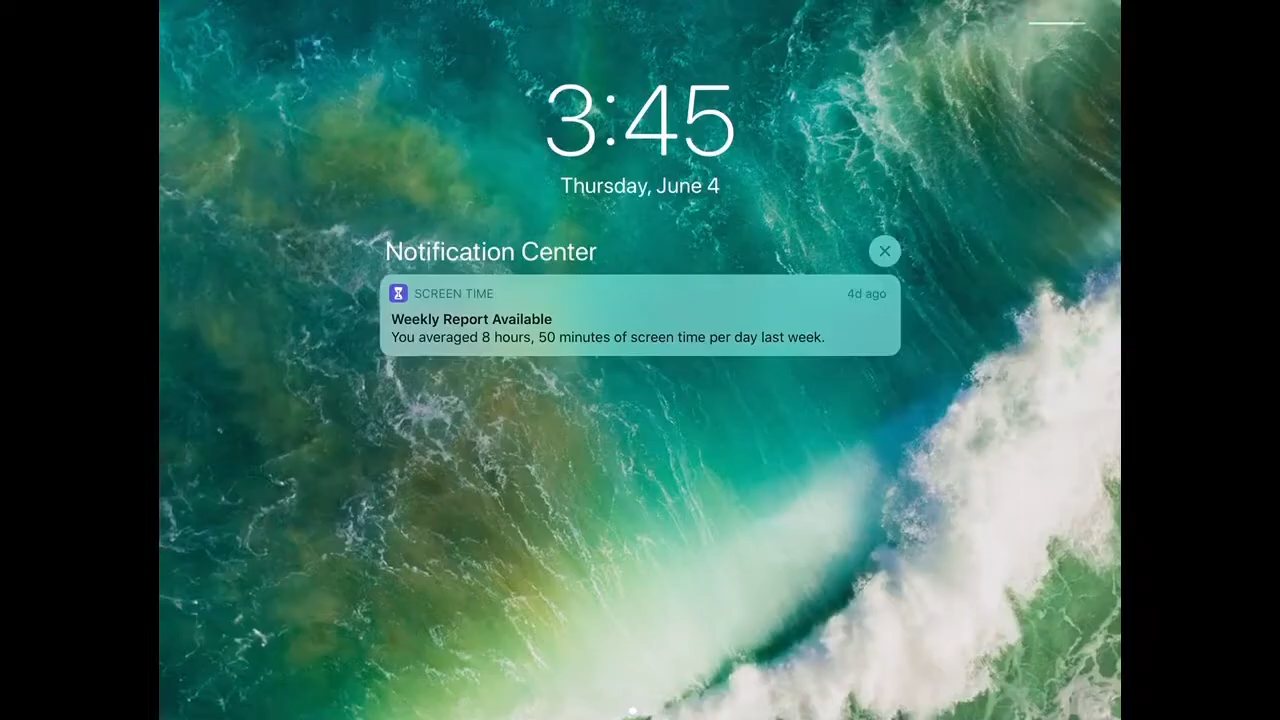 3:45
Thursday, June 4
Notification Center
SCREEN TIME 4d ago
Weekly Report Available
You averaged 8 hours, 50 minutes of screen time per day last week.